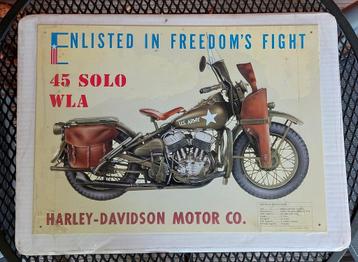 ENLISTED IN FREEDOM'S FIGHT
45 SOLO
WLA
U.S. ARMY
HARLEY-DAVIDSON MOTOR CO.